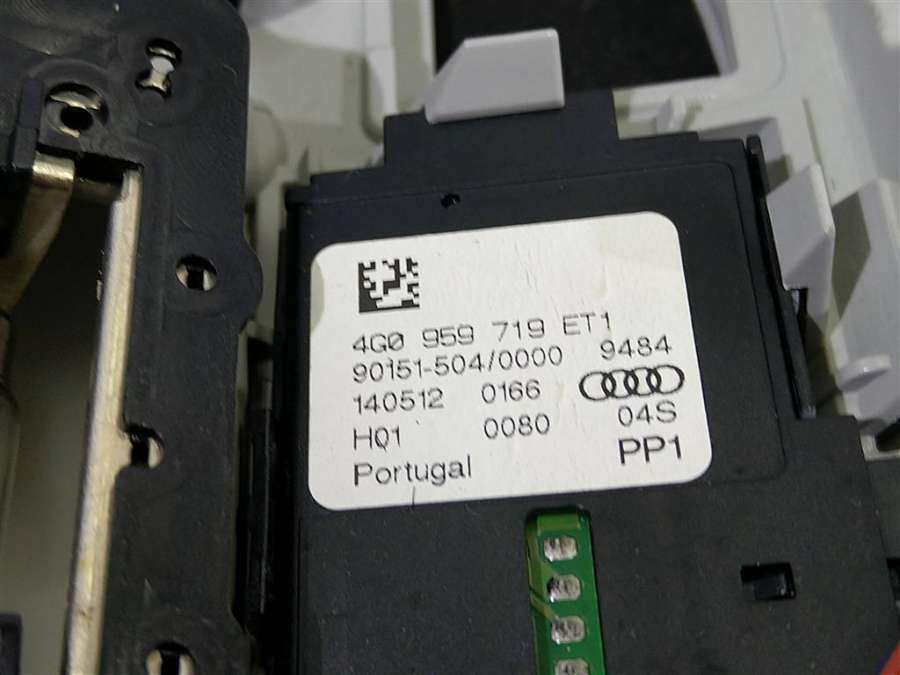 4G0 959 719 ET1
90151-504/0000 9484
140512 0166
H01 0080 04S
Portugal PP1